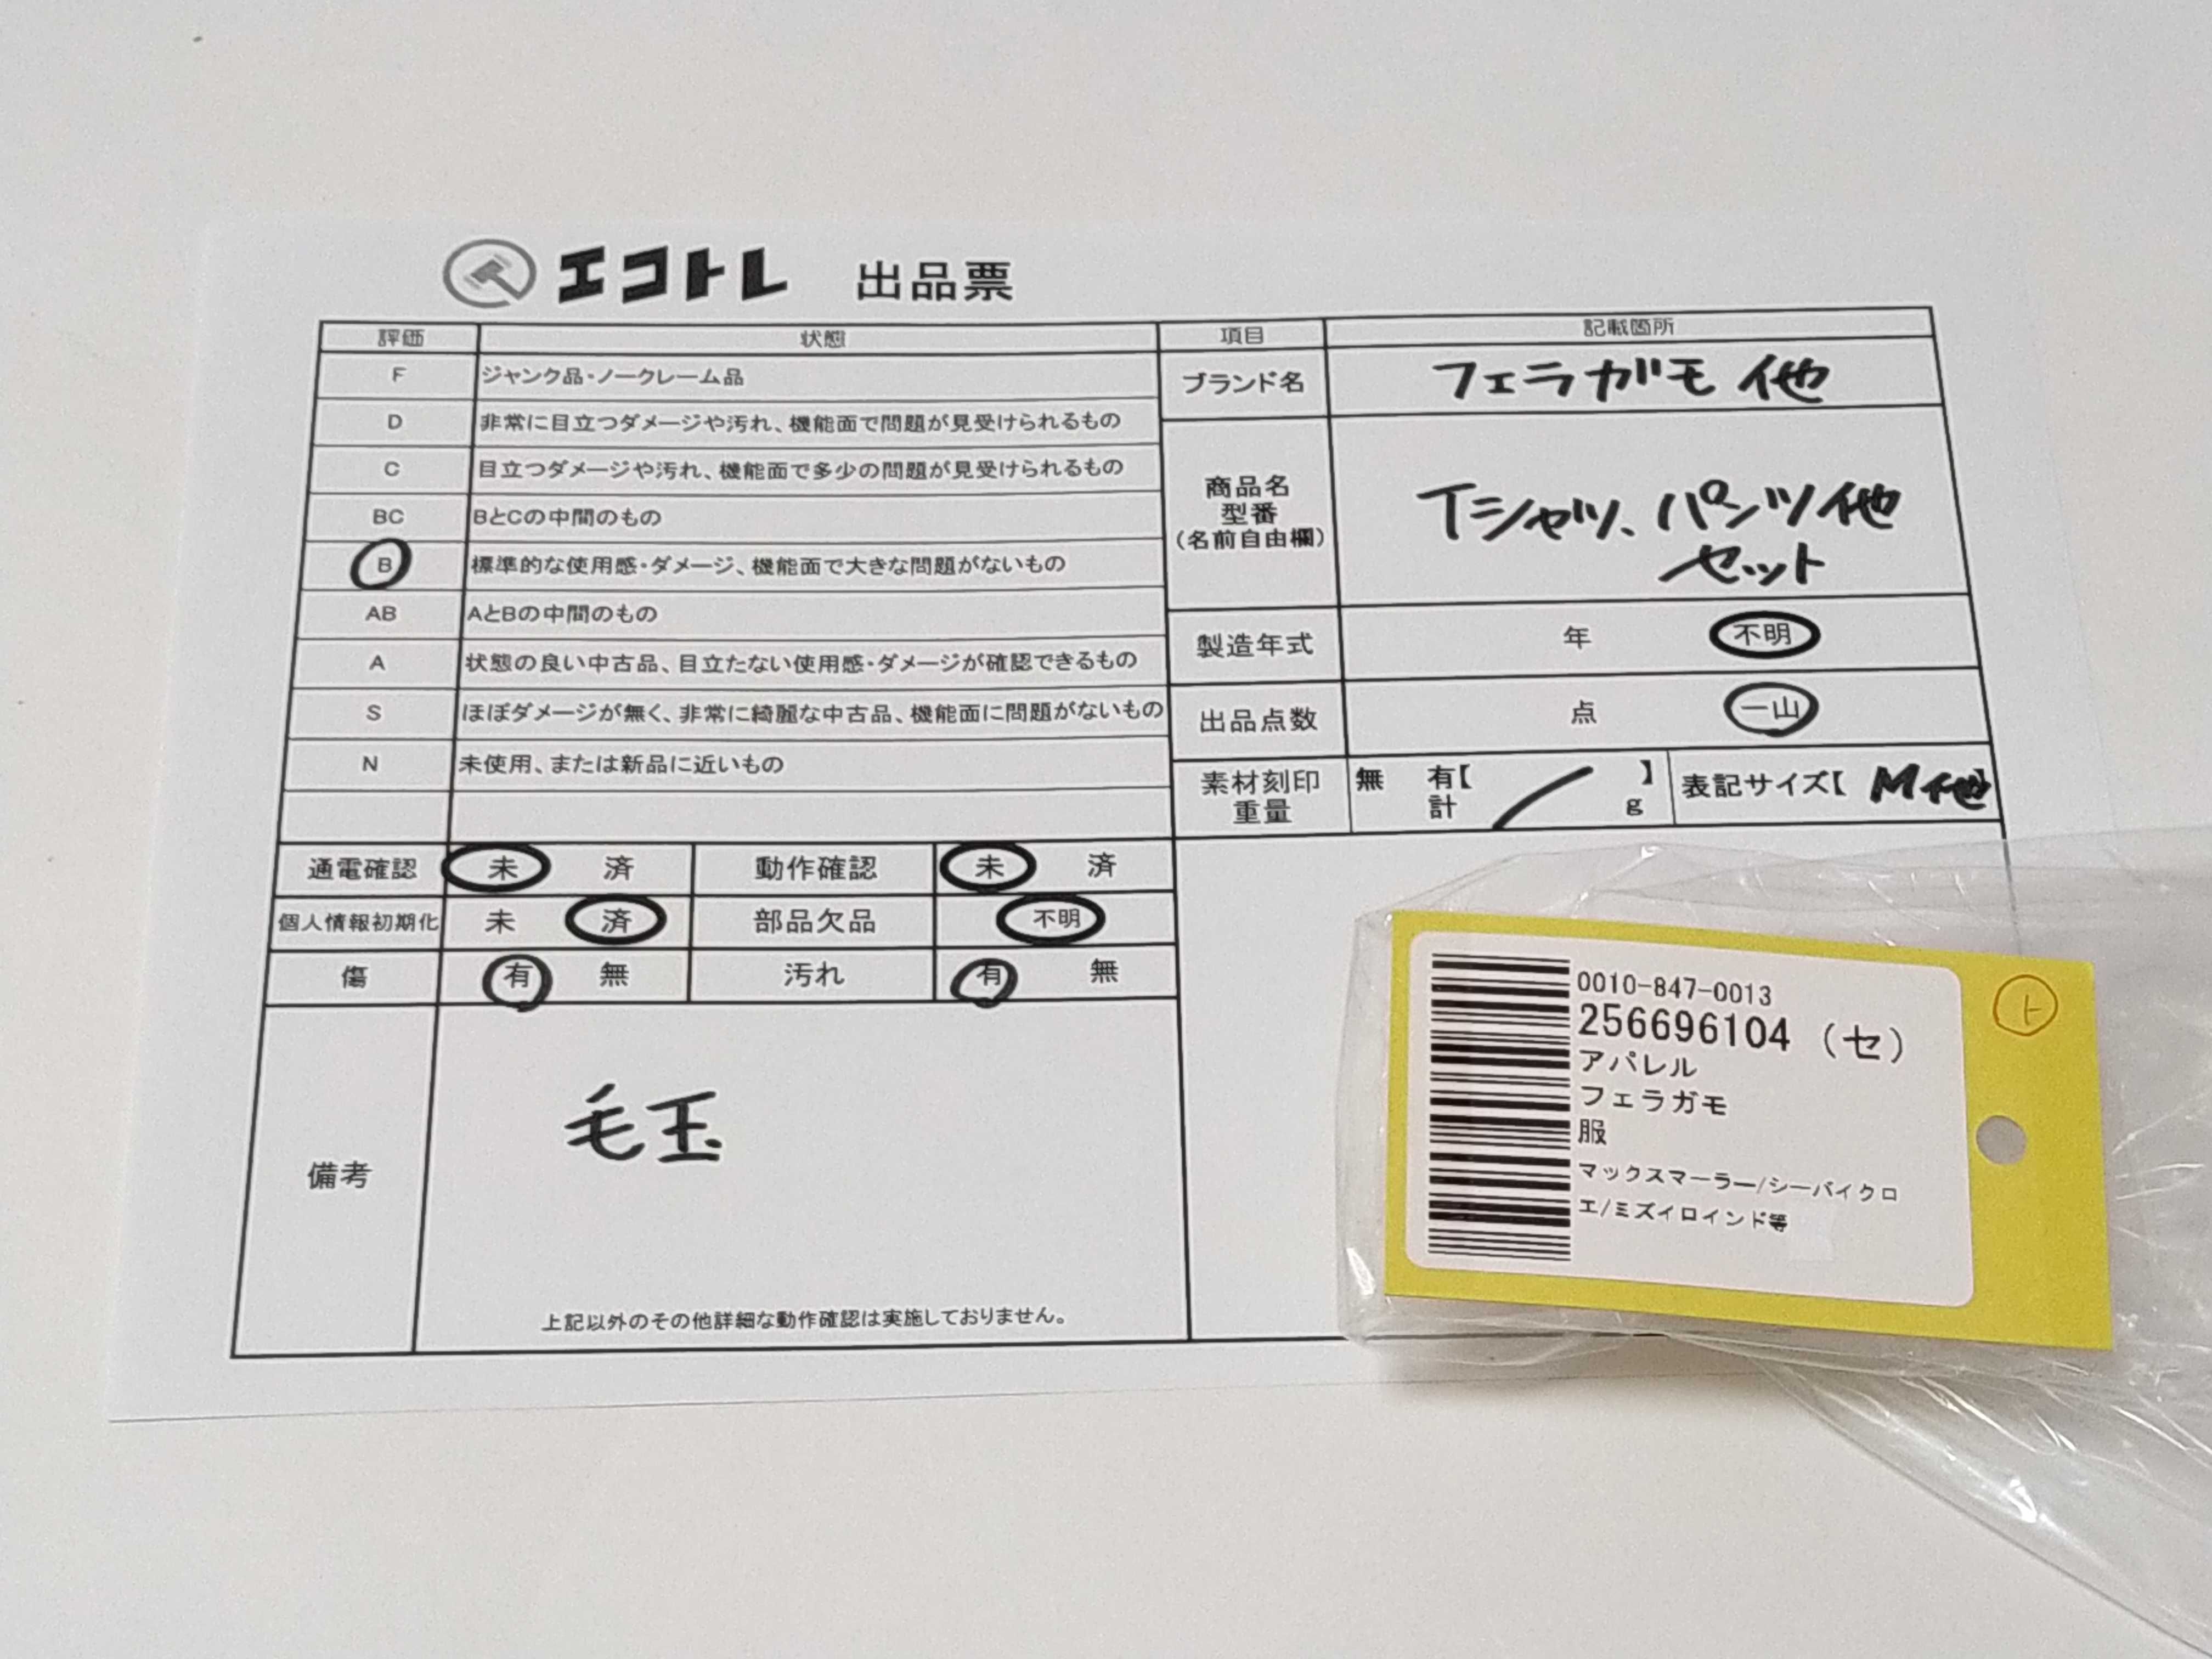 エコトレ 出品票
評価 状態
F ジャンク品・ノークレーム品
D 非常に目立つダメージや汚れ、機能面で問題が見受けられるもの
C 目立つダメージや汚れ、機能面で多少の問題が見受けられるもの
BC BとCの中間のもの
B 標準的な使用感・ダメージ、機能面で大きな問題がないもの
AB AとBの中間のもの
A 状態の良い中古品、目立たない使用感・ダメージが確認できるもの
S ほぼダメージが無く、非常に綺麗な中古品、機能面に問題がないもの
N 未使用、または新品に近いもの
項目 記載箇所
ブランド名 フェラガモ 他
商品名
型番
(名前自由欄)
Tシャツ、パンツ他
セット
製造年式 年 不明
出品点数 点 一山
素材刻印
重量
無 有【 】
計 g
表記サイズ【 M他】
通電確認 未 済 動作確認 未 済
個人情報初期化 未 済 部品欠品 不明
傷 有 無 汚れ 有 無
備考
毛玉
上記以外のその他詳細な動作確認は実施しておりません。
0010-847-0013
256696104 (セ)
アパレル
フェラガモ
服
マックスマーラー/シーバイクロ
エ/ミズイロインド等
ト